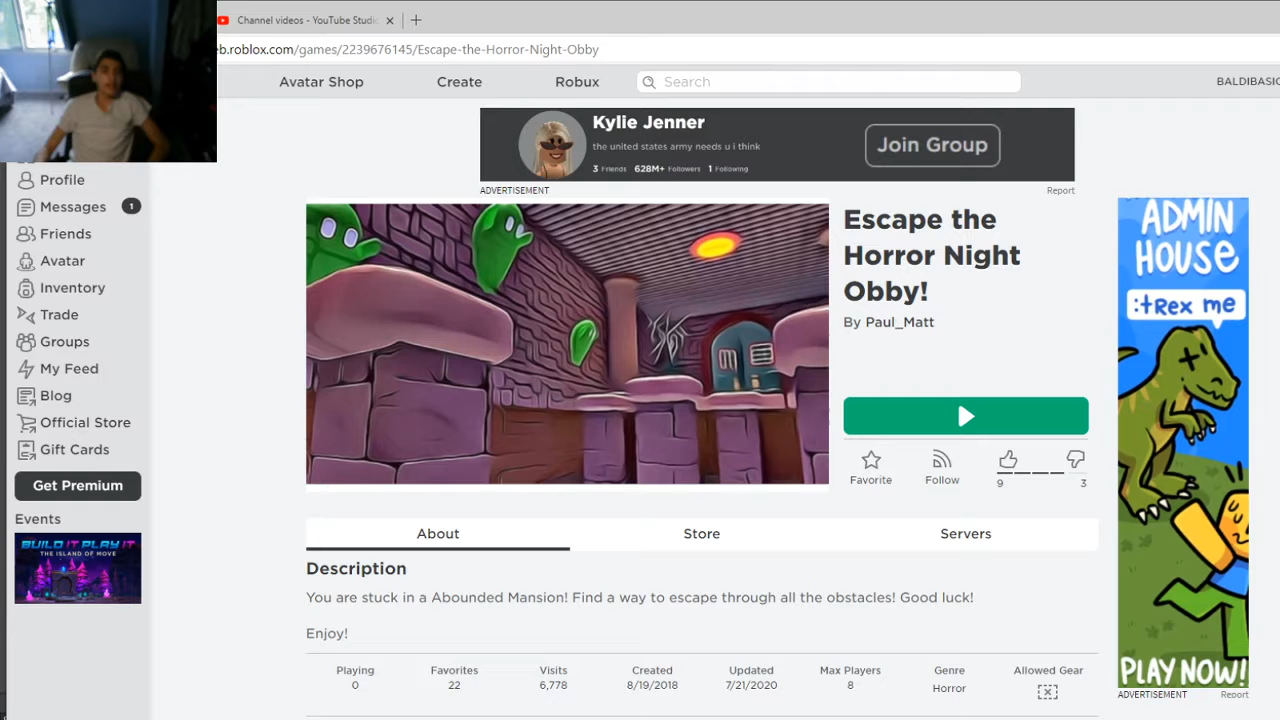 Channel videos - YouTube Studi
eb.roblox.com/games/2239676145/Escape-the-Horror-Night-Obby
Avatar Shop
Create
Robux
Search
BALDIBASIC
Kylie Jenner
the united states army needs u i think
3 Friends 628M+ Followers 1 Following
Join Group
ADVERTISEMENT
Report
Profile
Messages 1
Friends
Avatar
Inventory
Trade
Groups
My Feed
Blog
Official Store
Gift Cards
Get Premium
Events
BUILD IT PLAY IT
THE ISLAND OF MOVE
Escape the
Horror Night
Obby!
By Paul_Matt
Favorite
Follow
9
3
ADMIN
HOUSE
:tRex me
PLAY NOW!
ADVERTISEMENT
Report
About
Store
Servers
Description
You are stuck in a Abounded Mansion! Find a way to escape through all the obstacles! Good luck!
Enjoy!
Playing Favorites Visits Created Updated Max Players Genre Allowed Gear
0 22 6,778 8/19/2018 7/21/2020 8 Horror